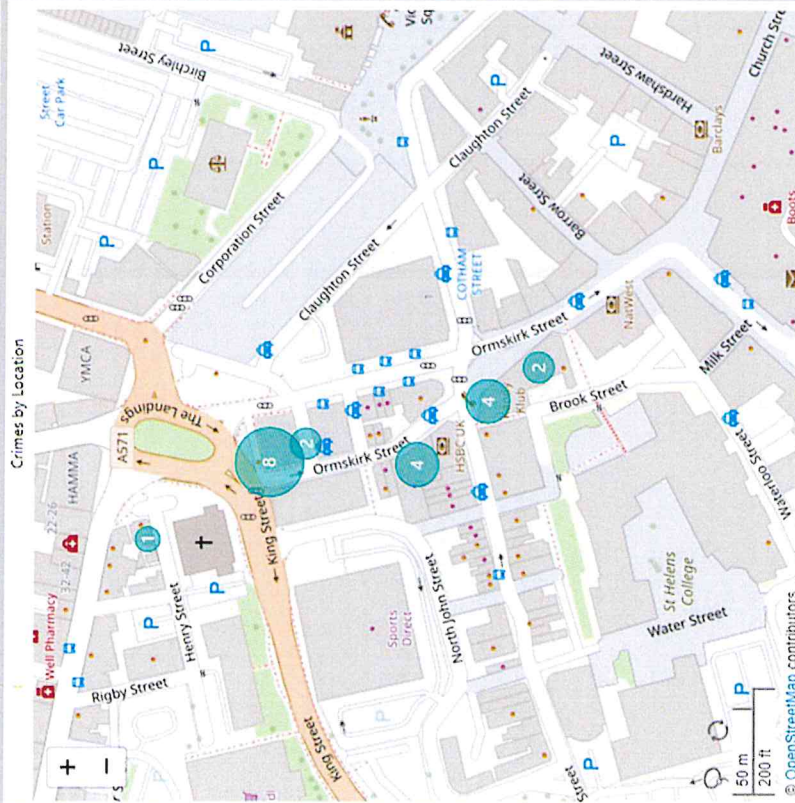 Crimes by Location
+
−
Well Pharmacy
32-42
22-26
HAMMA
YMCA
Station
Street
Car Park
P
Birchley Street
P
P
P
A571
The Landings
Corporation Street
Rigby Street
P
Henry Street
P
1
King Street
King Street
8
2
Ormskirk Street
Claughton Street
Claughton Street
P
Sports
Direct
P
North John Street
4
HSBC UK
4
COTHAM
STREET
Ormskirk Street
2
Klub
Brook Street
NatWest
Barrow Street
Hardshaw Street
P
Barclays
Church Street
Boots
Milk Street
Waterloo Street
St Helens
College
Water Street
Street
P
P
50 m
200 ft
© OpenStreetMap contributors